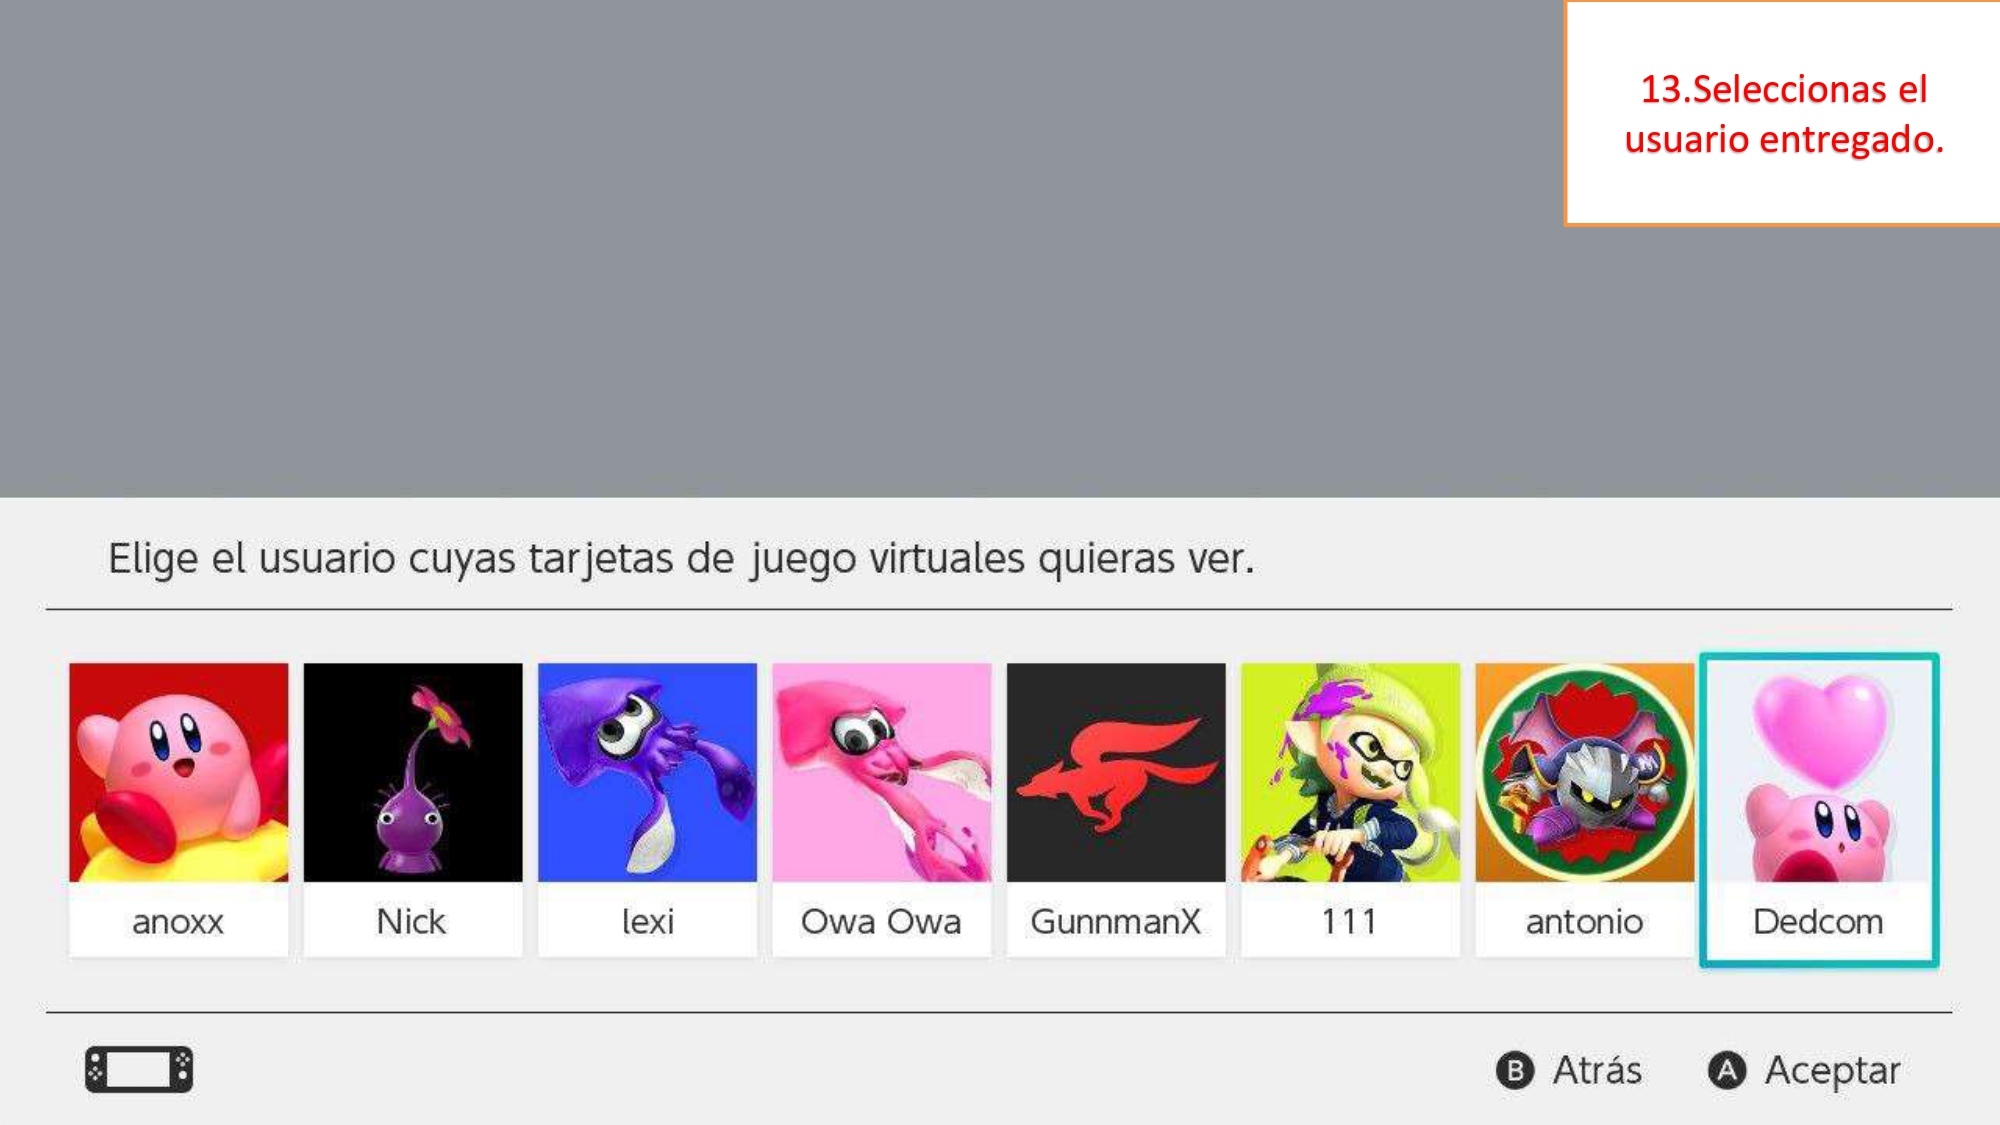 13.Seleccionas el
usuario entregado.
Elige el usuario cuyas tarjetas de juego virtuales quieras ver.
anoxx
Nick
lexi
Owa Owa
GunnmanX
111
antonio
Dedcom
B Atrás
A Aceptar